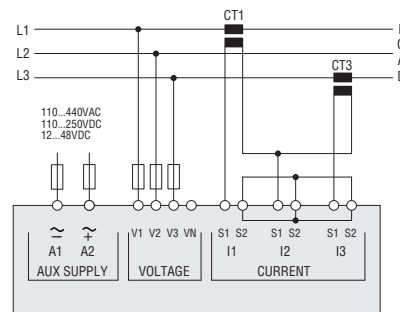 CT1
L1
L2
CT3
L3
110...440VAC
110...250VDC
12...48VDC
V1 V2 V3 VN
S1 S2 S1 S2 S1 S2
A1 A2
I1 I2 I3
AUX SUPPLY VOLTAGE CURRENT